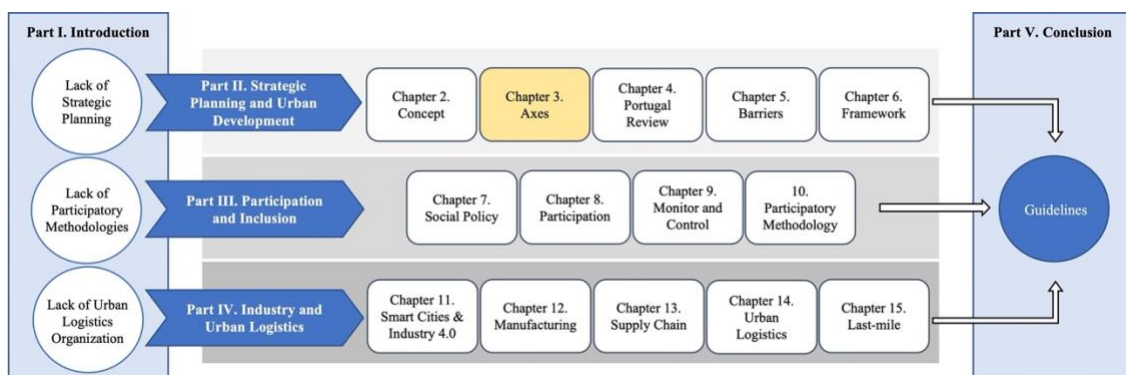 Part I. Introduction
Part V. Conclusion
Lack of
Strategic
Planning
Part II. Strategic
Planning and Urban
Development
Chapter 2.
Concept
Chapter 3.
Axes
Chapter 4.
Portugal
Review
Chapter 5.
Barriers
Chapter 6.
Framework
Lack of
Participatory
Methodologies
Part III. Participation
and Inclusion
Chapter 7.
Social Policy
Chapter 8.
Participation
Chapter 9.
Monitor and
Control
10.
Participatory
Methodology
Guidelines
Lack of Urban
Logistics
Organization
Part IV. Industry and
Urban Logistics
Chapter 11.
Smart Cities &
Industry 4.0
Chapter 12.
Manufacturing
Chapter 13.
Supply Chain
Chapter 14.
Urban
Logistics
Chapter 15.
Last-mile